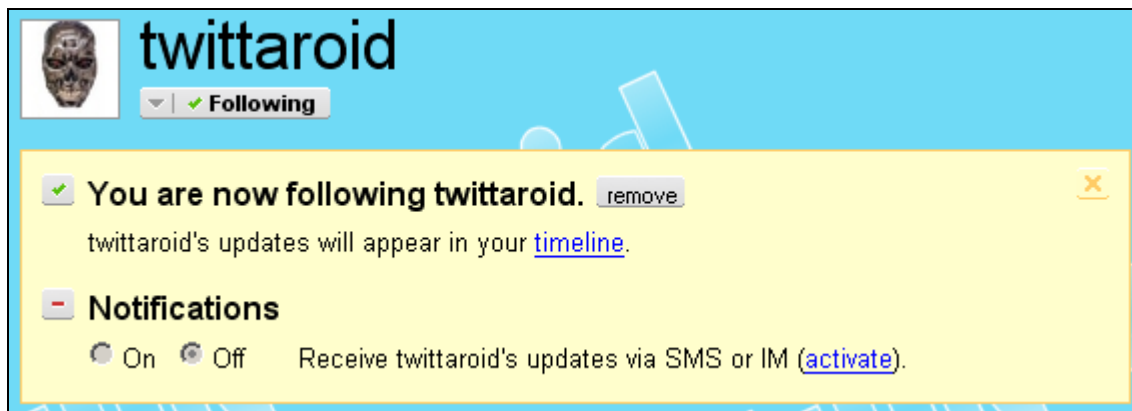 twittaroid
Following
You are now following twittaroid. remove
twittaroid's updates will appear in your timeline.
Notifications
On Off Receive twittaroid's updates via SMS or IM (activate).